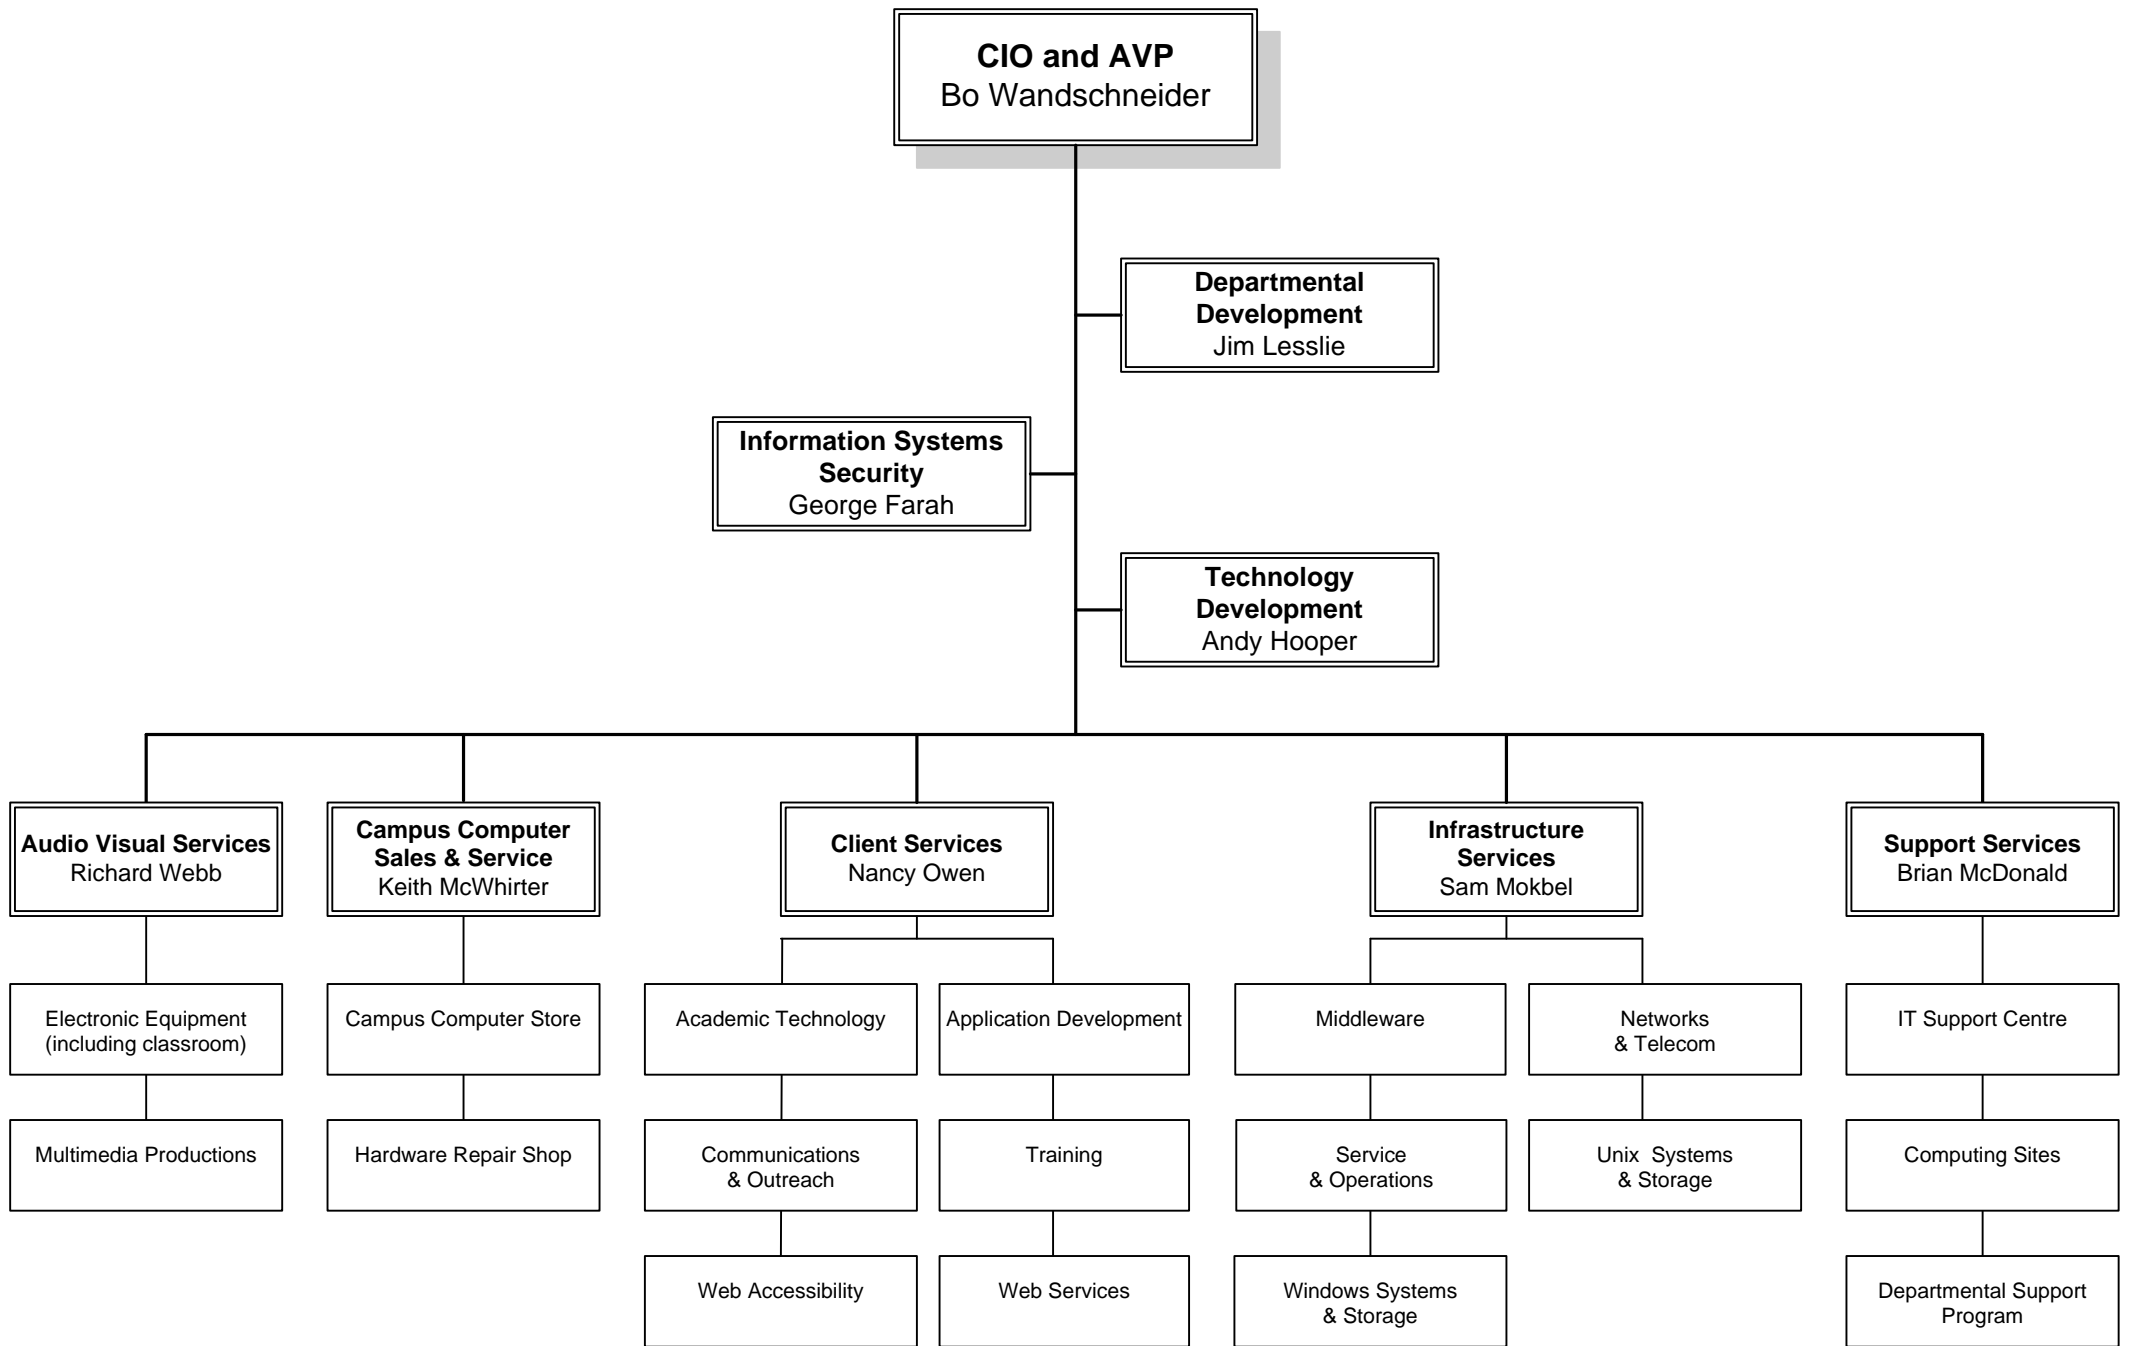 CIO and AVP
Bo Wandschneider
Departmental
Development
Jim Lesslie
Information Systems
Security
George Farah
Technology
Development
Andy Hooper
Audio Visual Services
Richard Webb
Campus Computer
Sales & Service
Keith McWhirter
Client Services
Nancy Owen
Infrastructure
Services
Sam Mokbel
Support Services
Brian McDonald
Electronic Equipment
(including classroom)
Campus Computer Store
Academic Technology
Application Development
Middleware
Networks
& Telecom
IT Support Centre
Multimedia Productions
Hardware Repair Shop
Communications
& Outreach
Training
Service
& Operations
Unix Systems
& Storage
Computing Sites
Web Accessibility
Web Services
Windows Systems
& Storage
Departmental Support
Program